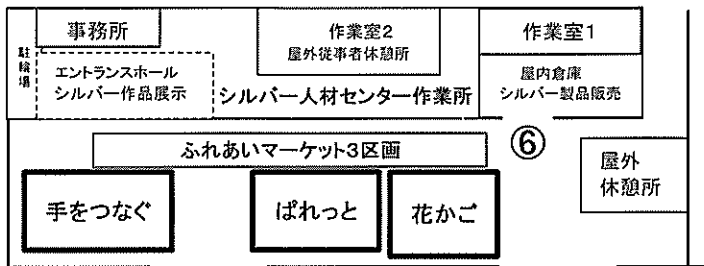 事務所
作業室2
屋外従事者休憩所
作業室1
駐輪場
エントランスホール
シルバー作品展示
シルバー人材センター作業所
屋内倉庫
シルバー製品販売
ふれあいマーケット3区画
⑥
屋外
休憩所
手をつなぐ
ぱれっと
花かご